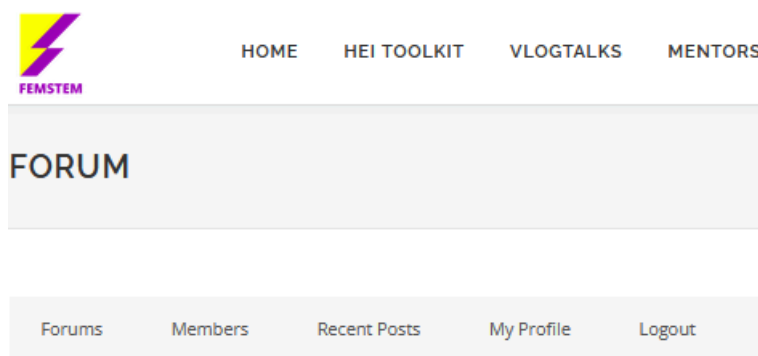 FEMSTEM
HOME HEI TOOLKIT VLOGTALKS MENTORS
FORUM
Forums Members Recent Posts My Profile Logout